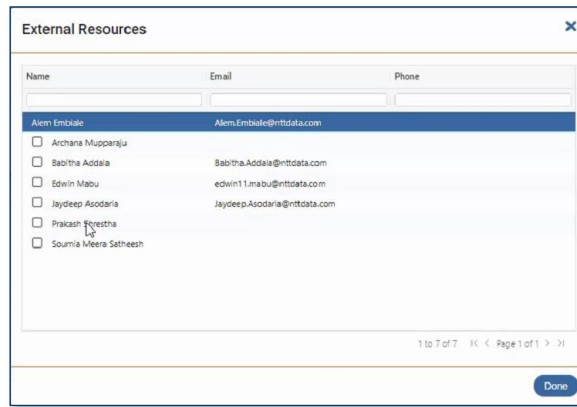 External Resources
Name Email Phone
Alem Embiale Alem.Embiale@nttdata.com
Archana Mupparaju
Babitha Addala Babitha.Addala@nttdata.com
Edwin Mabu edwin11.mabu@nttdata.com
Jaydeep Asodaria Jaydeep.Asodaria@nttdata.com
Prakash Shrestha
Soumia Meera Satheesh
1 to 7 of 7 Page 1 of 1
Done